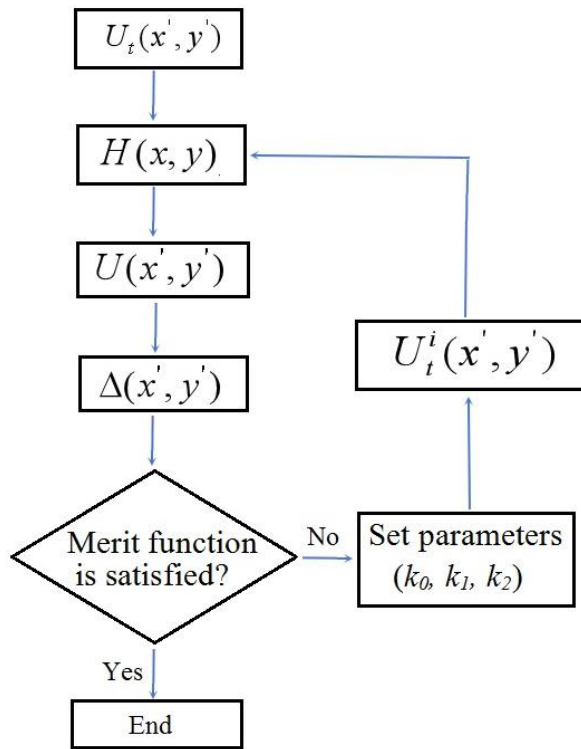 U_t(x', y')
H(x, y)
U(x', y')
U_t^i(x', y')
Δ(x', y')
Merit function
is satisfied?
No
Set parameters
(k_0, k_1, k_2)
Yes
End